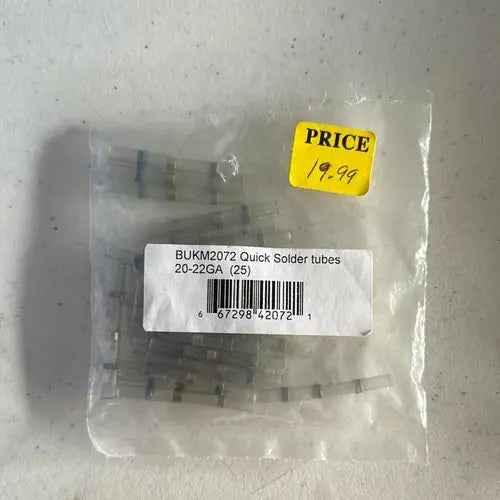 PRICE
19.99
BUKM2072 Quick Solder tubes
20-22GA (25)
6 67298 42072 1